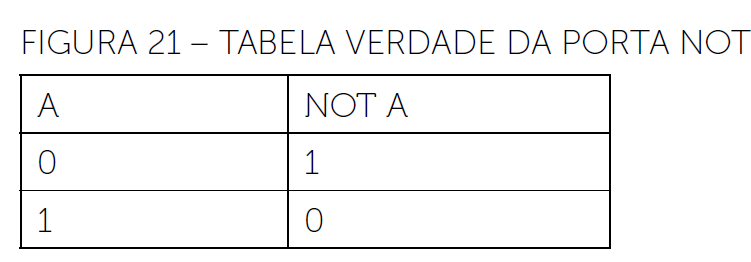 FIGURA 21 – TABELA VERDADE DA PORTA NOT
A NOT A
0 1
1 0